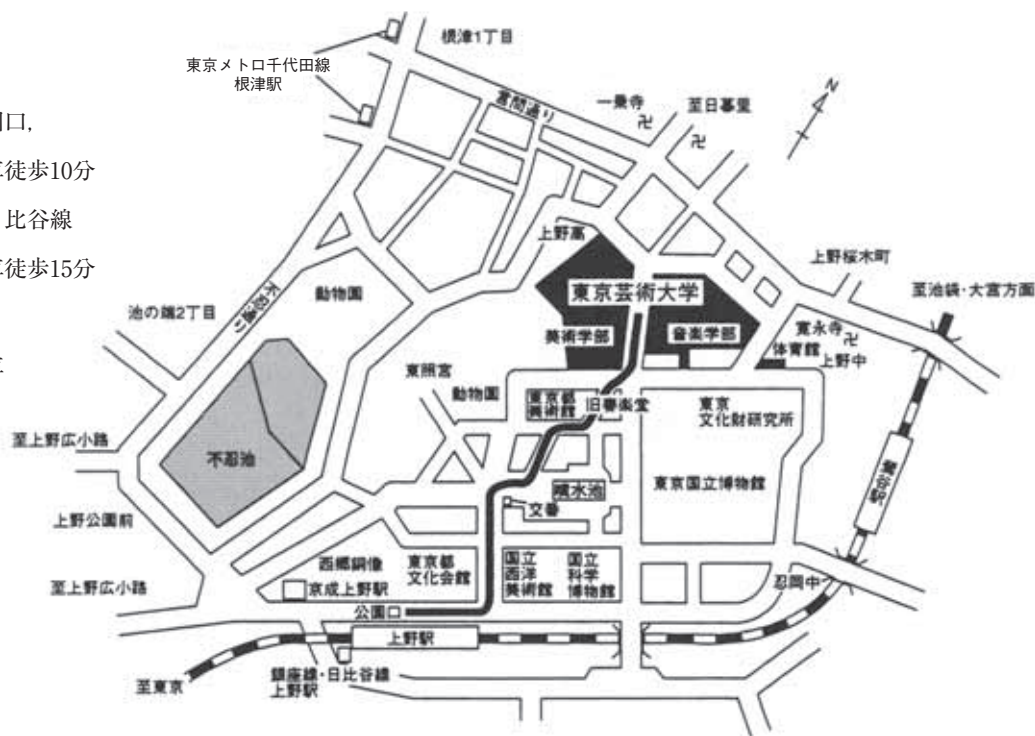 根津1丁目
東京メトロ千代田線
根津駅
言問通り
一乗寺
至日暮里
N
口,
徒歩10分
比谷線
徒歩15分
上野高
上野桜木町
至池袋・大宮方面
東京芸術大学
美術学部
音楽学部
寛永寺
体育館
上野中
動物園
不忍通り
池の端2丁目
東照宮
動物園
東京都
美術館
旧奏楽堂
東京
文化財研究所
至上野広小路
不忍池
噴水池
東京国立博物館
鶯谷駅
交番
上野公園前
西郷銅像
東京都
文化会館
国立
西洋
美術館
国立
科学
博物館
忍岡中
至上野広小路
京成上野駅
公園口
上野駅
至東京
銀座線・日比谷線
上野駅